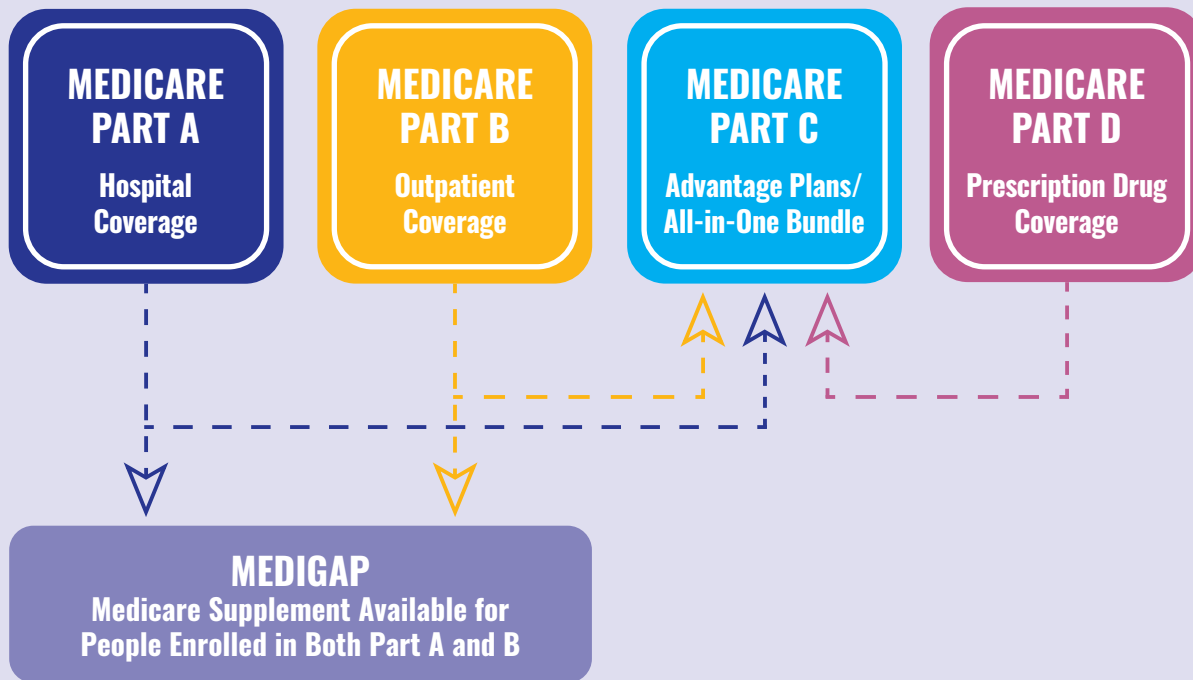 MEDICARE
PART A
Hospital
Coverage
MEDICARE
PART B
Outpatient
Coverage
MEDICARE
PART C
Advantage Plans/
All-in-One Bundle
MEDICARE
PART D
Prescription Drug
Coverage
MEDIGAP
Medicare Supplement Available for
People Enrolled in Both Part A and B